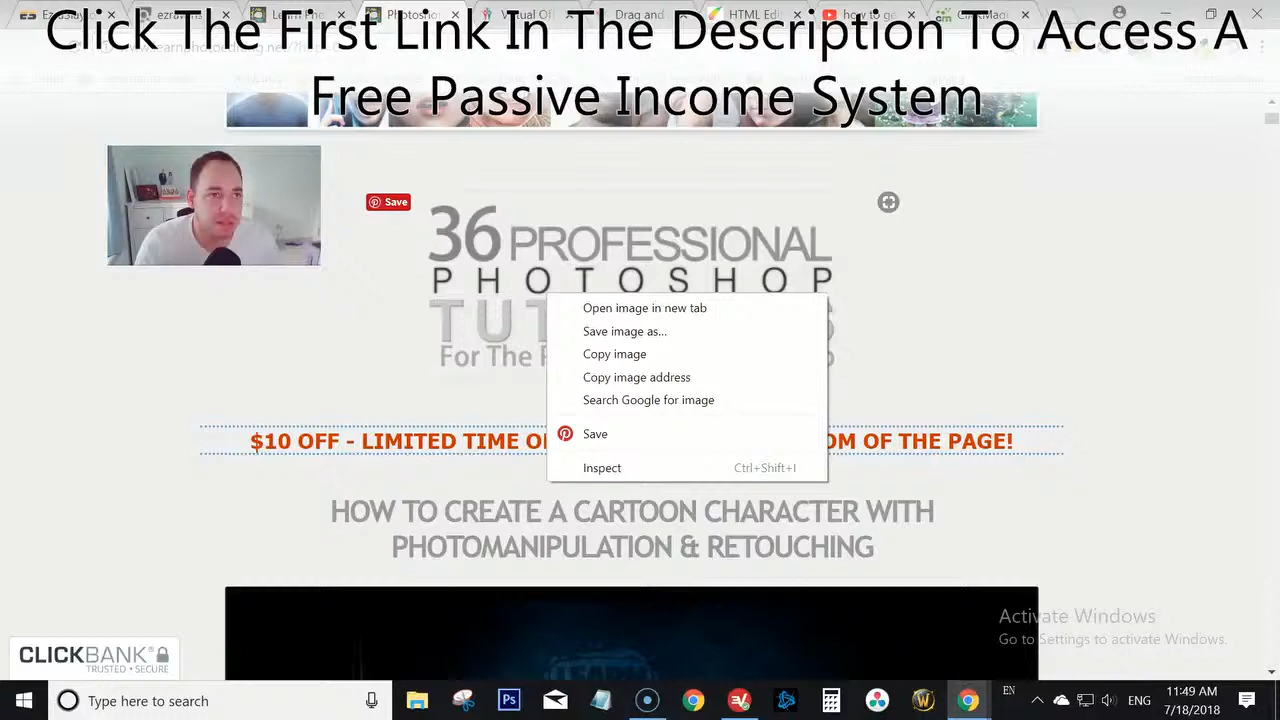 Click The First Link In The Description To Access A
Free Passive Income System
Save
36 PROFESSIONAL
PHOTOSHOP
For The
Open image in new tab
Save image as...
Copy image
Copy image address
Search Google for image
Save
Inspect Ctrl+Shift+I
$10 OFF - LIMITED TIME
OF THE PAGE!
HOW TO CREATE A CARTOON CHARACTER WITH
PHOTOMANIPULATION & RETOUCHING
Activate Windows
Go to Settings to activate Windows.
CLICKBANK
TRUSTED • SECURE
Type here to search
Ps
EN
ENG
11:49 AM
7/18/2018